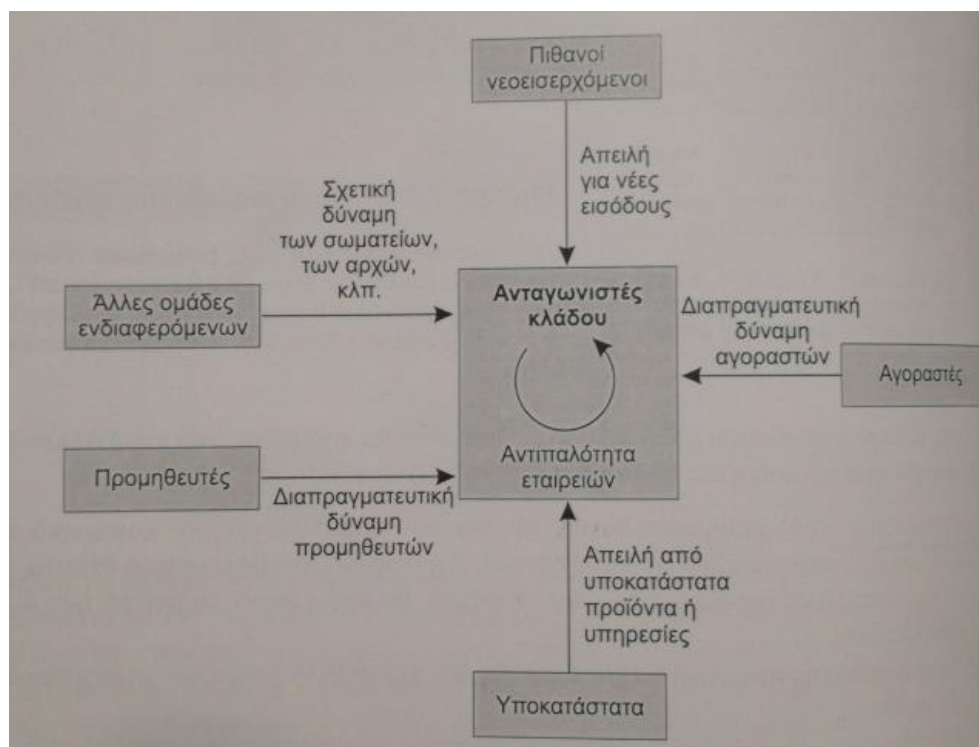 Πιθανοί
νεοεισερχόμενοι
Απειλή
για νέες
εισόδους
Σχετική
δύναμη
των σωματείων,
των αρχών,
κλπ.
Άλλες ομάδες
ενδιαφερόμενων
Ανταγωνιστές
κλάδου
Διαπραγματευτική
δύναμη
αγοραστών
Αγοραστές
Αντιπαλότητα
εταιρειών
Προμηθευτές
Διαπραγματευτική
δύναμη
προμηθευτών
Απειλή από
υποκατάστατα
προϊόντα ή
υπηρεσίες
Υποκατάστατα